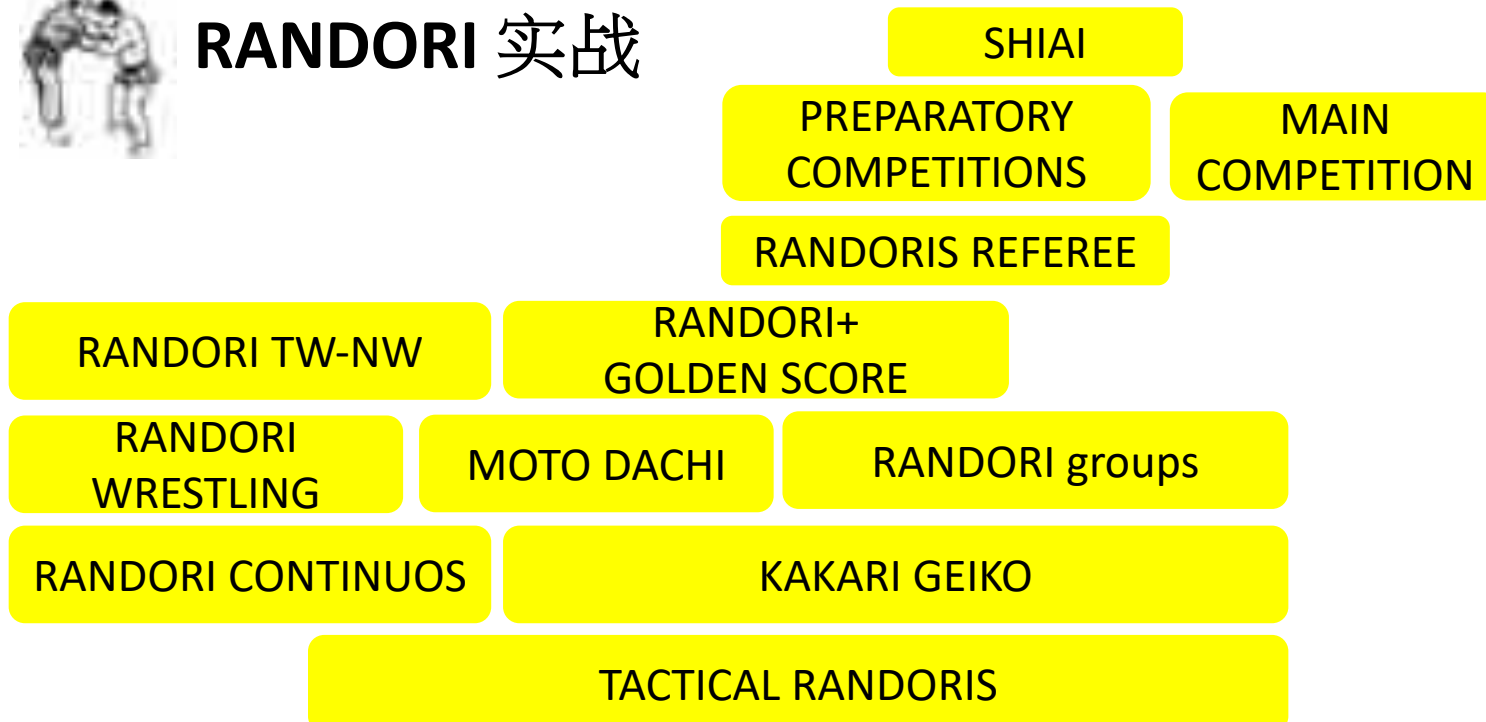 RANDORI 实战
SHIAI
PREPARATORY
COMPETITIONS
MAIN
COMPETITION
RANDORIS REFEREE
RANDORI TW-NW
RANDORI+
GOLDEN SCORE
RANDORI
WRESTLING
MOTO DACHI
RANDORI groups
RANDORI CONTINUOS
KAKARI GEIKO
TACTICAL RANDORIS